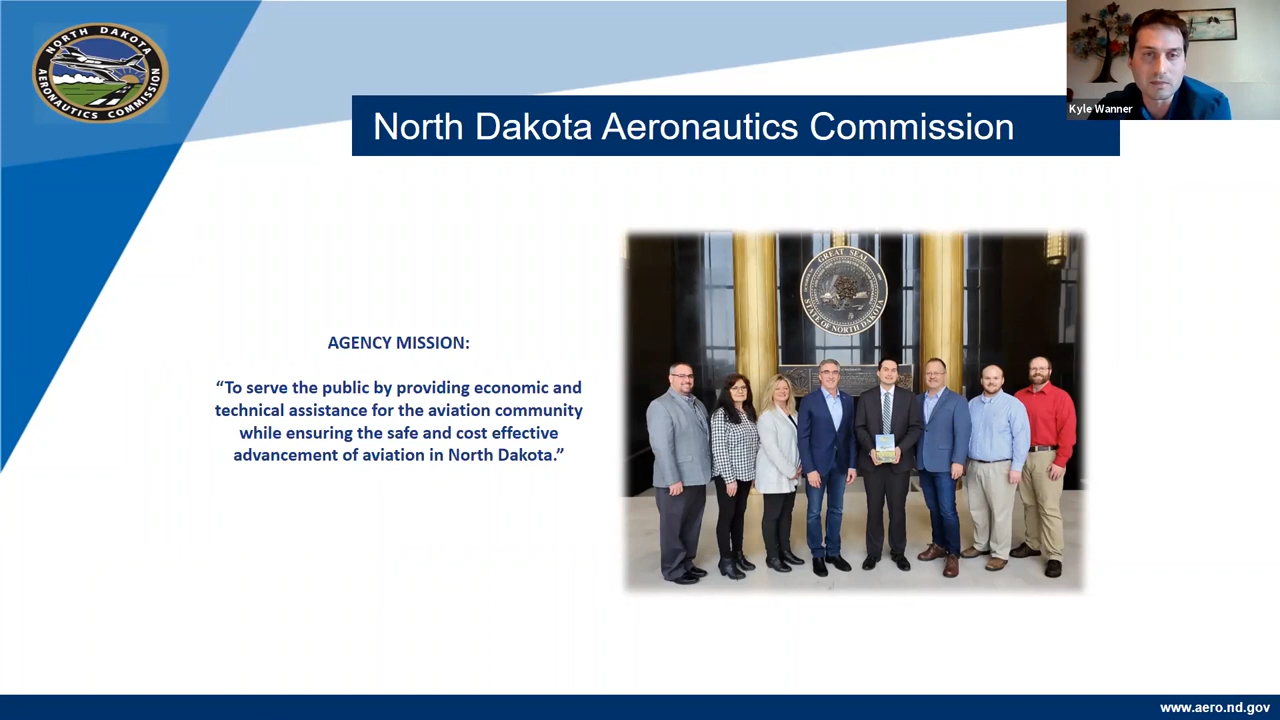 NORTH DAKOTA
AERONAUTICS COMMISSION
Kyle Wanner
North Dakota Aeronautics Commission
GREAT SEAL
STATE OF NORTH DAKOTA
AGENCY MISSION:
“To serve the public by providing economic and
technical assistance for the aviation community
while ensuring the safe and cost effective
advancement of aviation in North Dakota.”
www.aero.nd.gov